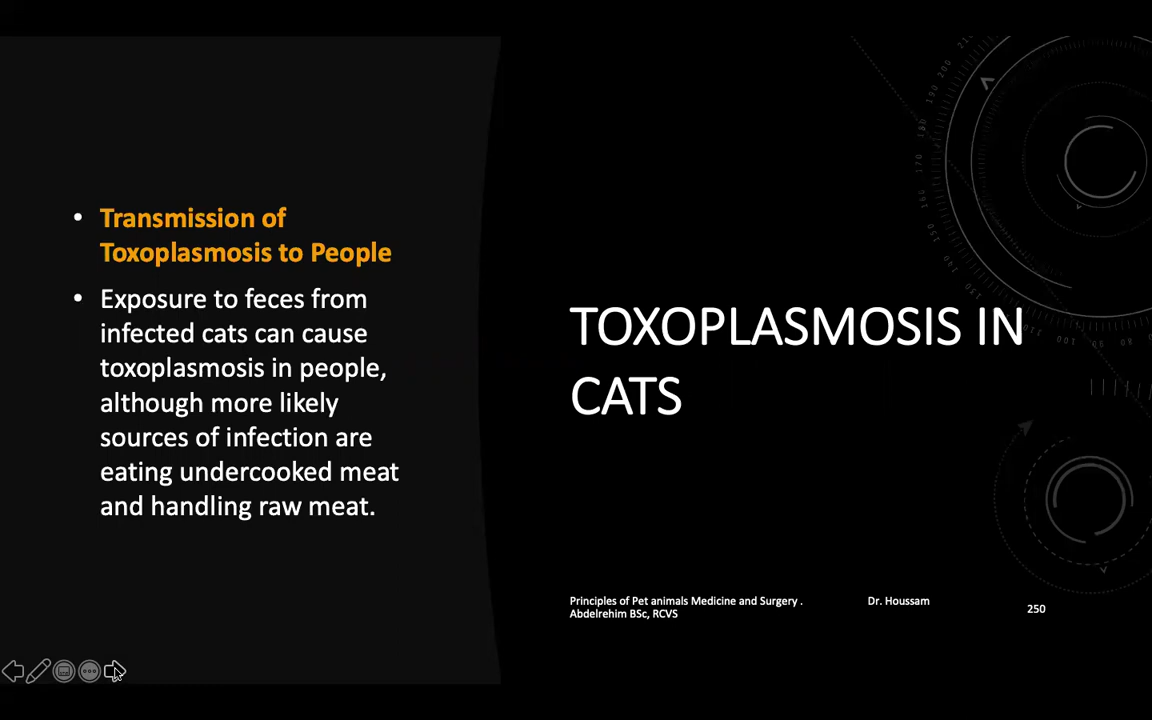 • Transmission of
Toxoplasmosis to People
• Exposure to feces from
infected cats can cause
toxoplasmosis in people,
although more likely
sources of infection are
eating undercooked meat
and handling raw meat.
TOXOPLASMOSIS IN
CATS
Principles of Pet animals Medicine and Surgery . Dr. Houssam
Abdelrehim BSc, RCVS
250